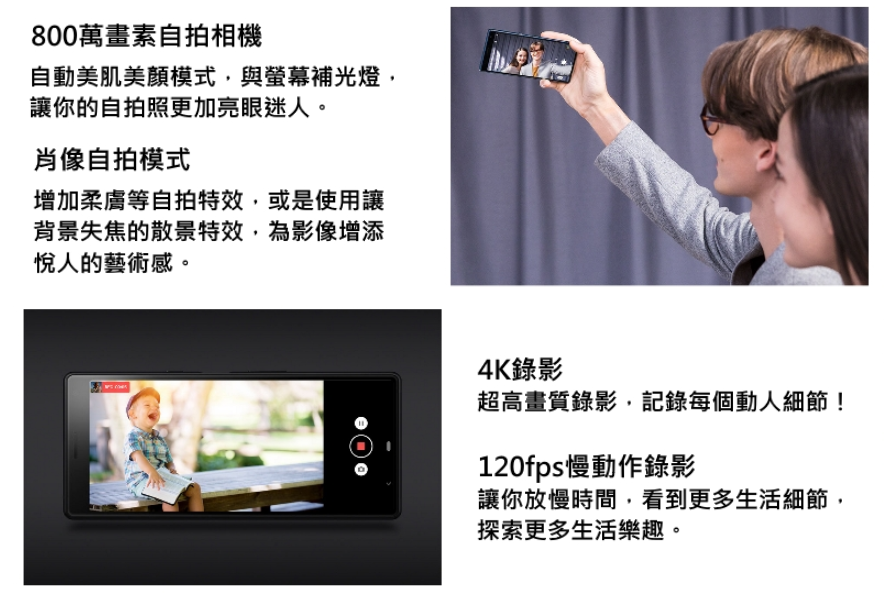 800萬畫素自拍相機
自動美肌美顏模式，與螢幕補光燈，
讓你的自拍照更加亮眼迷人。
肖像自拍模式
增加柔膚等自拍特效，或是使用讓
背景失焦的散景特效，為影像增添
悅人的藝術感。
4K錄影
超高畫質錄影，記錄每個動人細節！
120fps慢動作錄影
讓你放慢時間，看到更多生活細節，
探索更多生活樂趣。